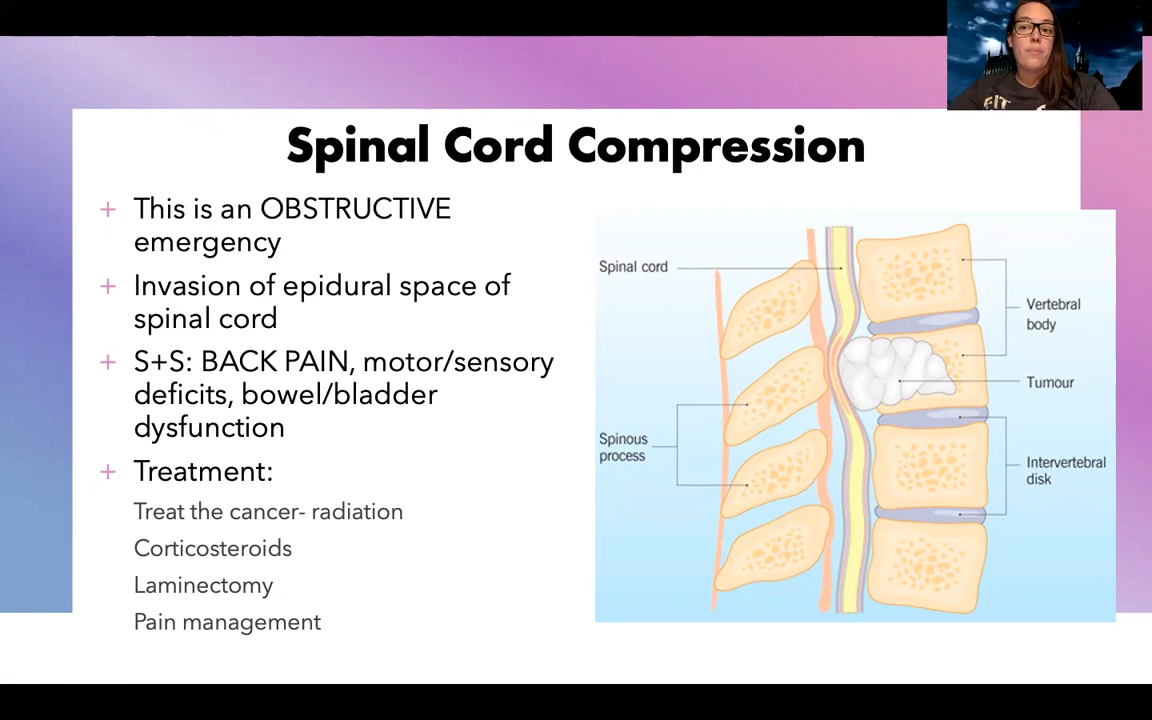 Spinal Cord Compression
+ This is an OBSTRUCTIVE
emergency
+ Invasion of epidural space of
spinal cord
+ S+S: BACK PAIN, motor/sensory
deficits, bowel/bladder
dysfunction
+ Treatment:
Treat the cancer- radiation
Corticosteroids
Laminectomy
Pain management
Spinal cord
Spinous
process
Vertebral
body
Tumour
Intervertebral
disk
FIT